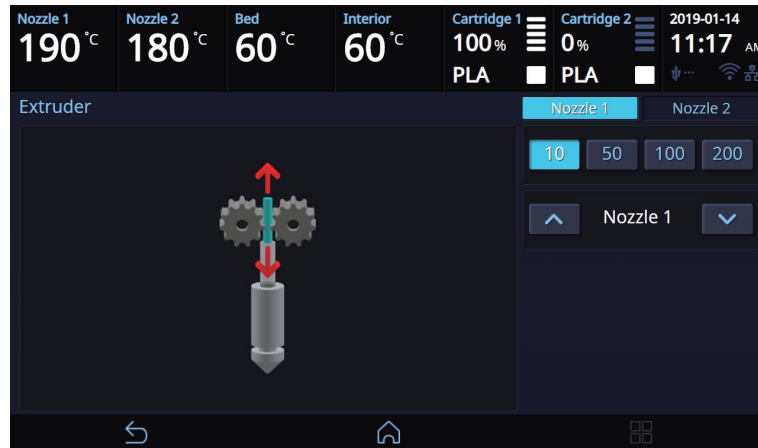 Nozzle 1 Nozzle 2 Bed Interior Cartridge 1 Cartridge 2 2019-01-14
190 °C 180 °C 60 °C 60 °C 100 % 0 % 11:17 AM
PLA PLA
Extruder Nozzle 1 Nozzle 2
10 50 100 200
Nozzle 1